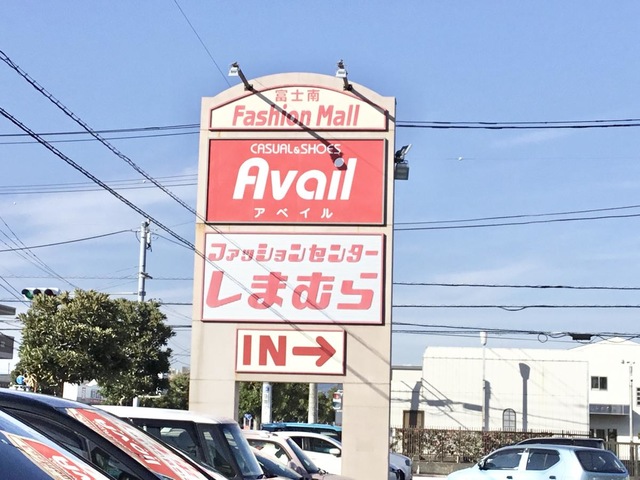 富士南
Fashion Mall
CASUAL&SHOES
Avail
アベイル
ファッションセンター
しまむら
IN→